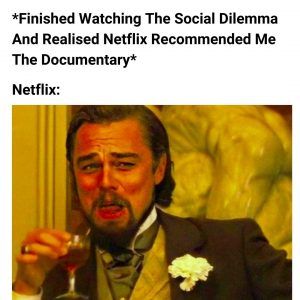 *Finished Watching The Social Dilemma
And Realised Netflix Recommended Me
The Documentary*
Netflix: